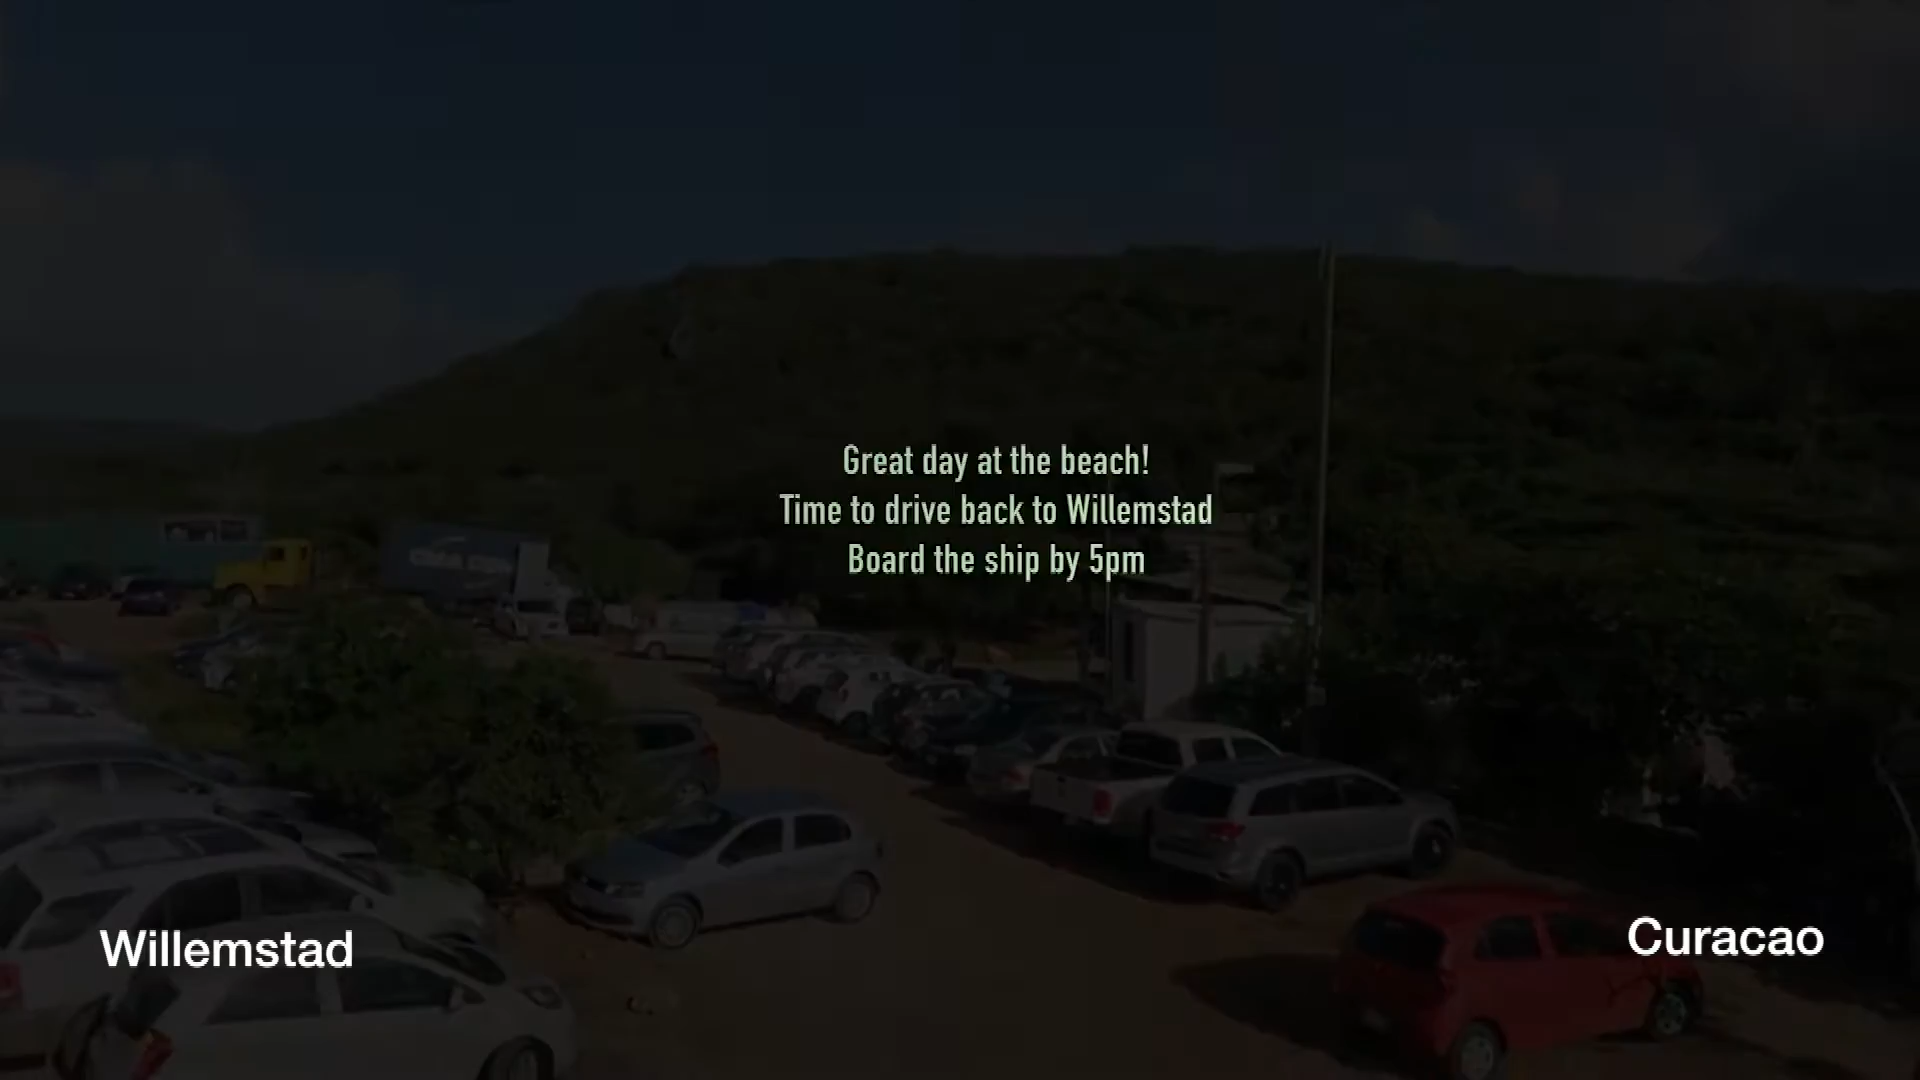 Great day at the beach!
Time to drive back to Willemstad
Board the ship by 5pm
Willemstad
Curacao